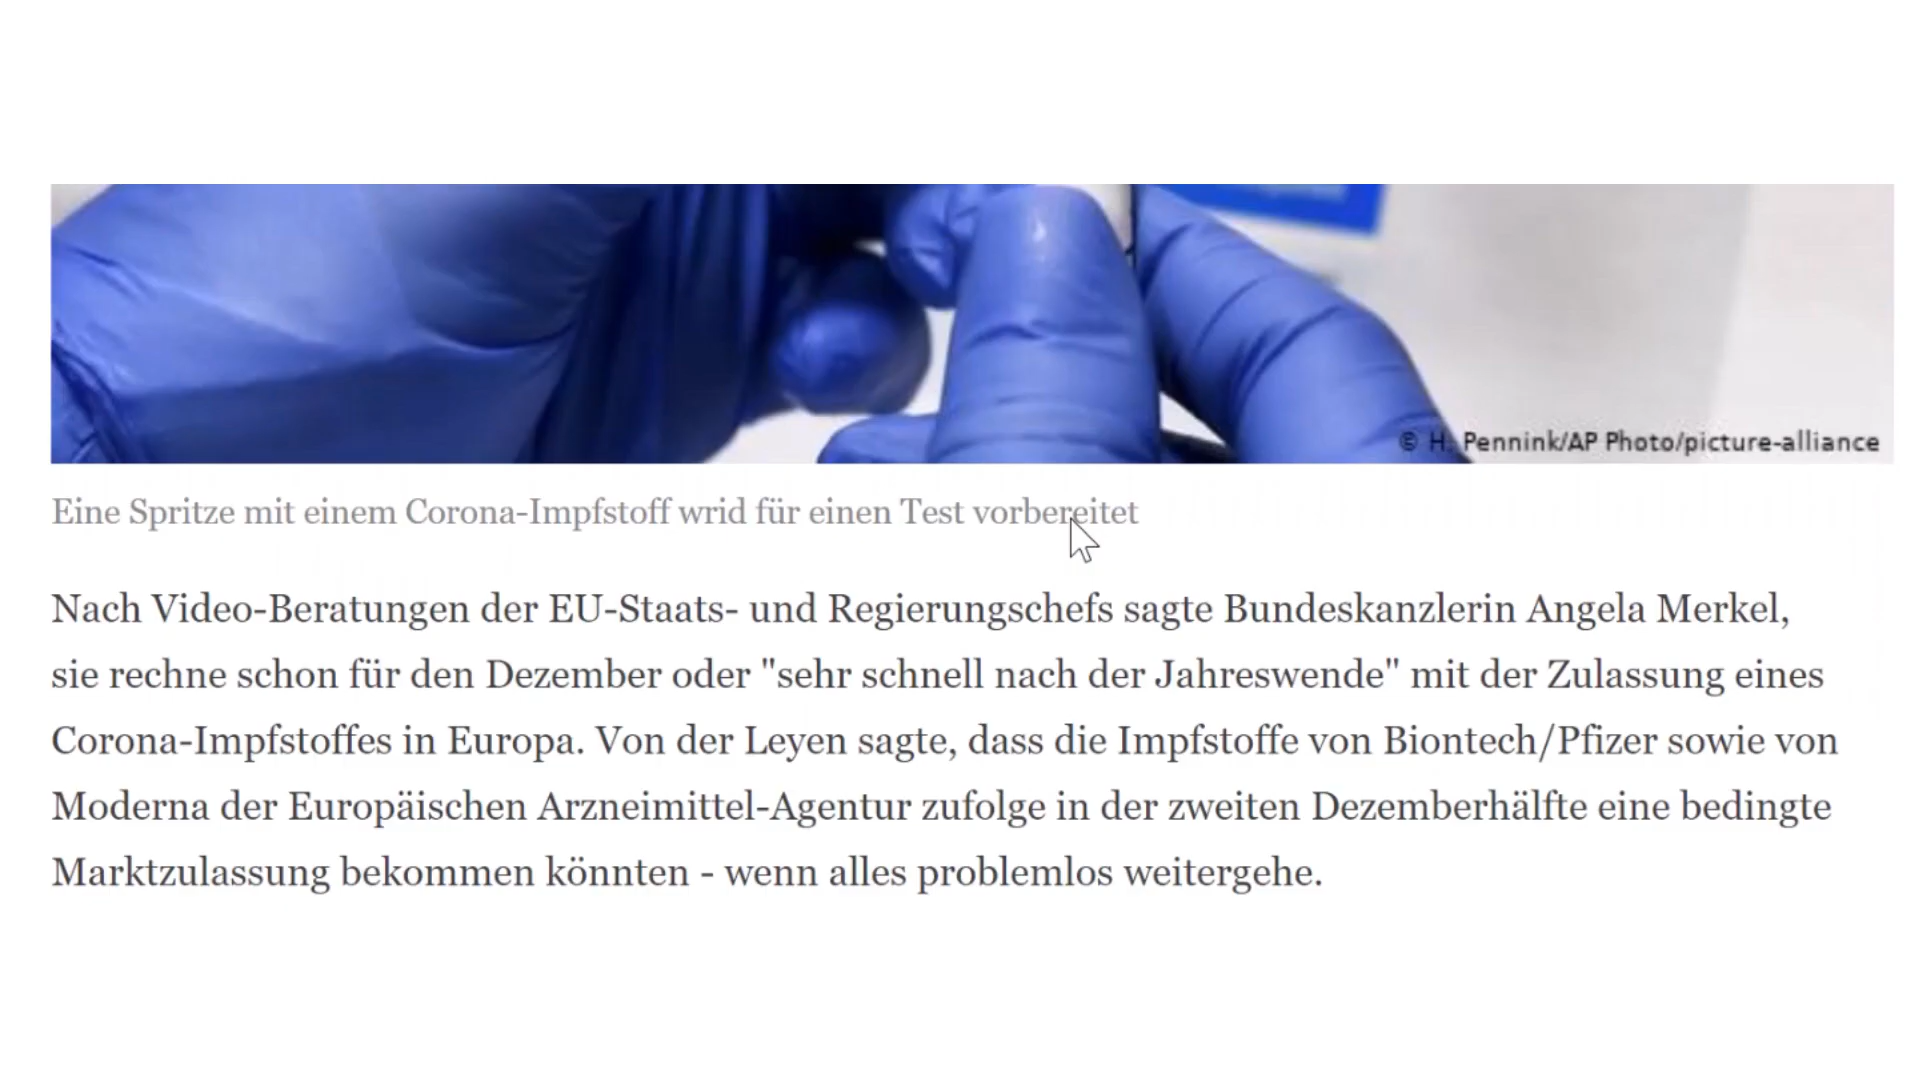 © H. Pennink/AP Photo/picture-alliance
Eine Spritze mit einem Corona-Impfstoff wrid für einen Test vorbereitet
Nach Video-Beratungen der EU-Staats- und Regierungschefs sagte Bundeskanzlerin Angela Merkel,
sie rechne schon für den Dezember oder "sehr schnell nach der Jahreswende" mit der Zulassung eines
Corona-Impfstoffes in Europa. Von der Leyen sagte, dass die Impfstoffe von Biontech/Pfizer sowie von
Moderna der Europäischen Arzneimittel-Agentur zufolge in der zweiten Dezemberhälfte eine bedingte
Marktzulassung bekommen könnten - wenn alles problemlos weitergehe.